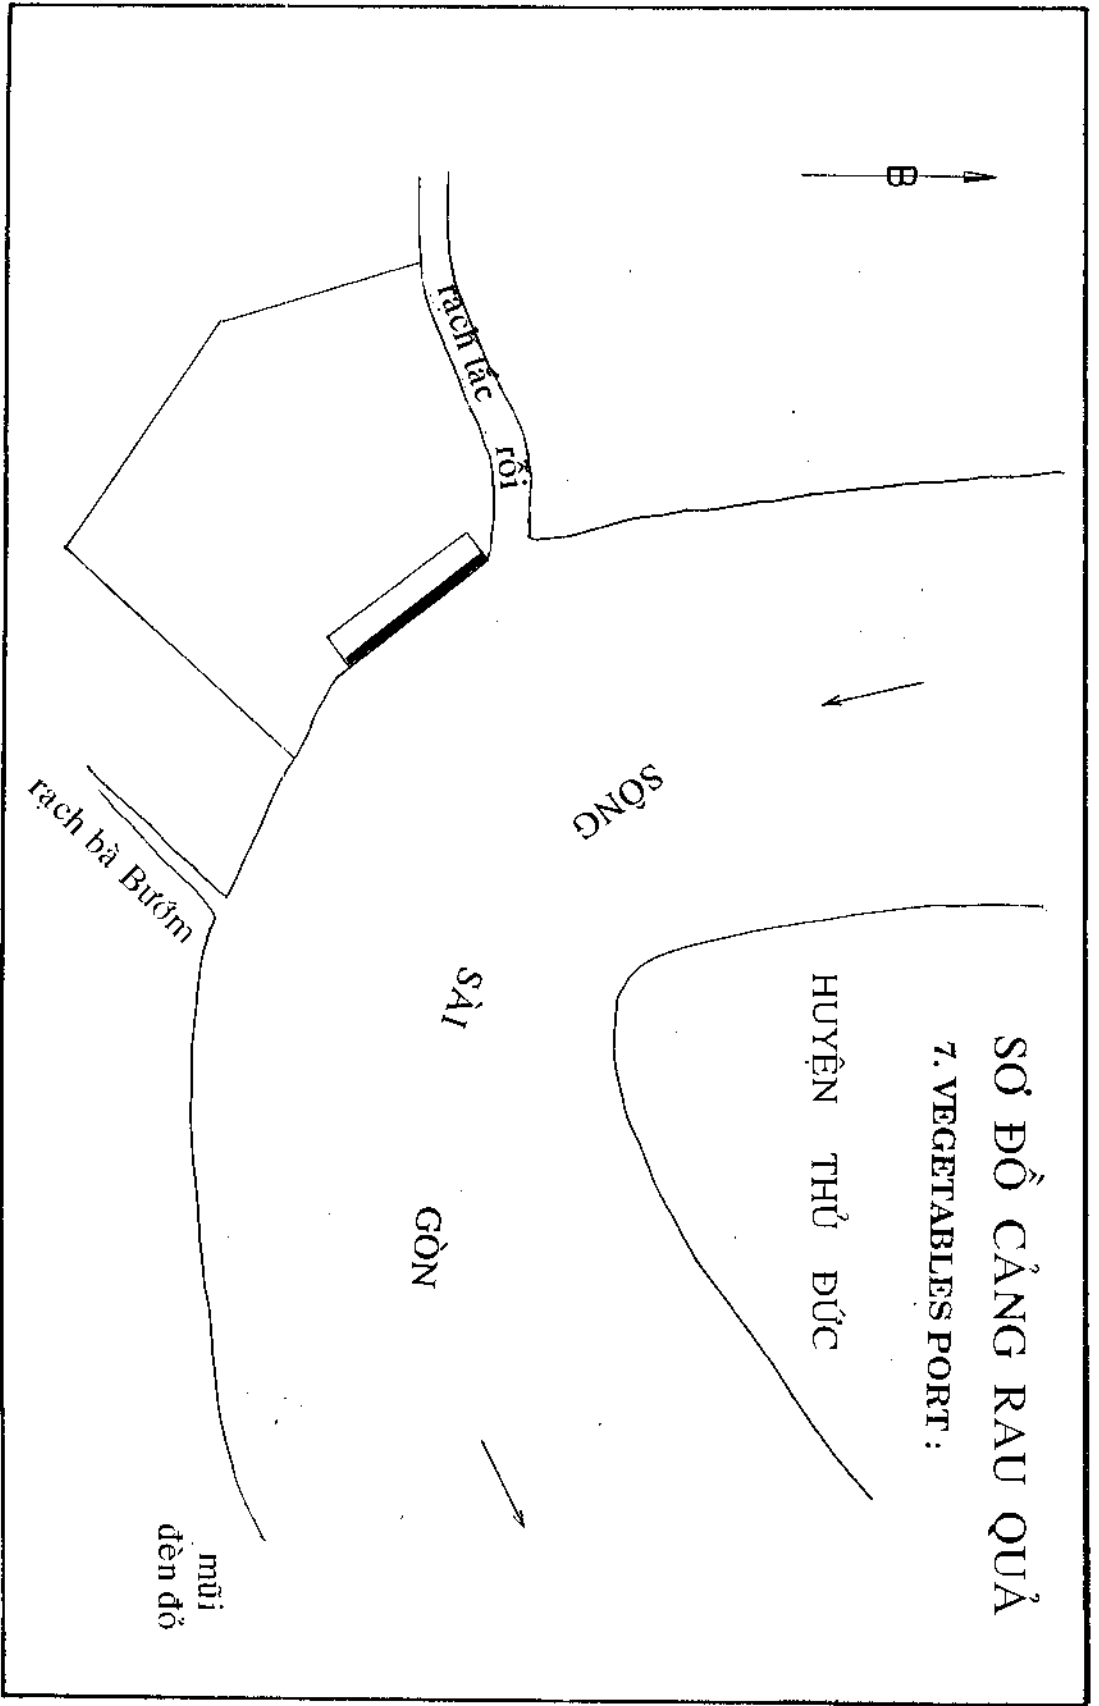 SƠ ĐỒ CẢNG RAU QUẢ
7. VEGETABLES PORT :
B
HUYỆN THỦ ĐỨC
rạch lắc rồi
SÔNG
SÀI
GÒN
rạch bà Bướm
mũi
đèn đỏ